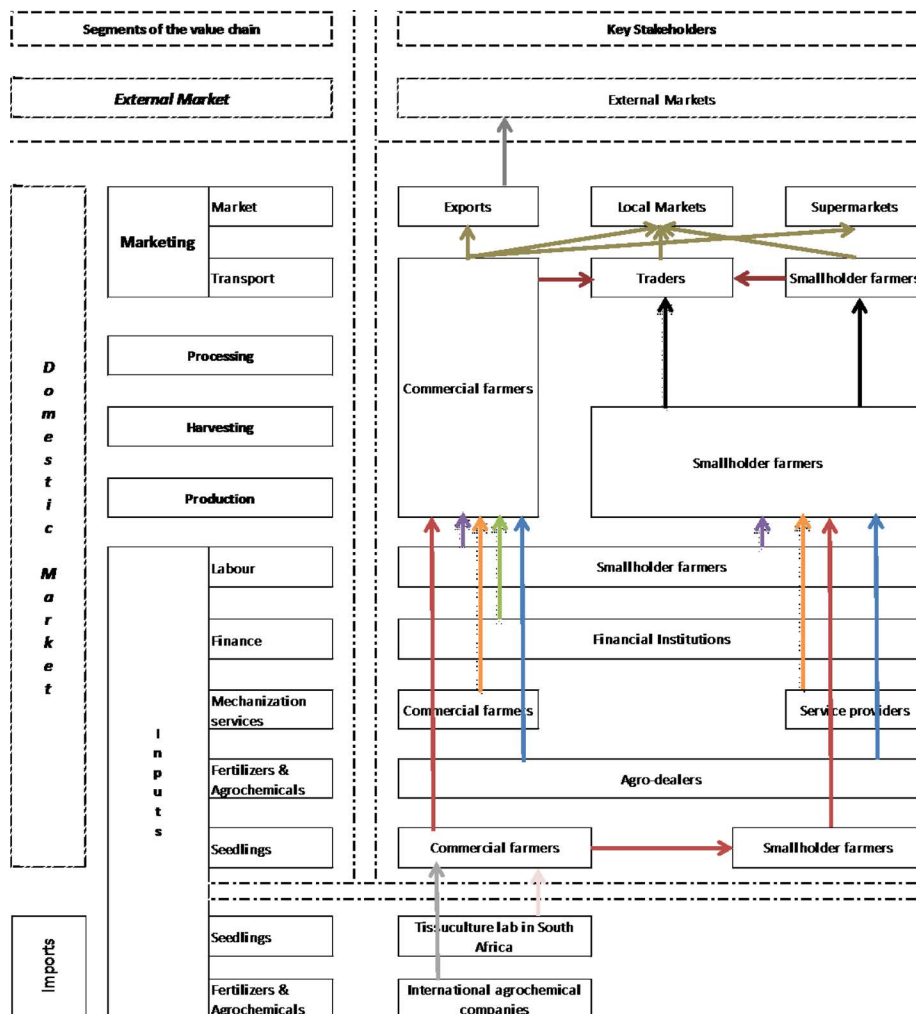 Segments of the value chain
Key Stakeholders
External Market
External Markets
Domestic Market
Marketing
Market
Transport
Exports
Local Markets
Supermarkets
Traders
Smallholder farmers
Processing
Commercial farmers
Harvesting
Smallholder farmers
Production
Inputs
Labour
Smallholder farmers
Finance
Financial Institutions
Mechanization
services
Commercial farmers
Service providers
Fertilizers &
Agrochemicals
Agro-dealers
Seedlings
Commercial farmers
Smallholder farmers
Imports
Seedlings
Tissuculture lab in South
Africa
Fertilizers &
Agrochemicals
International agrochemical
companies